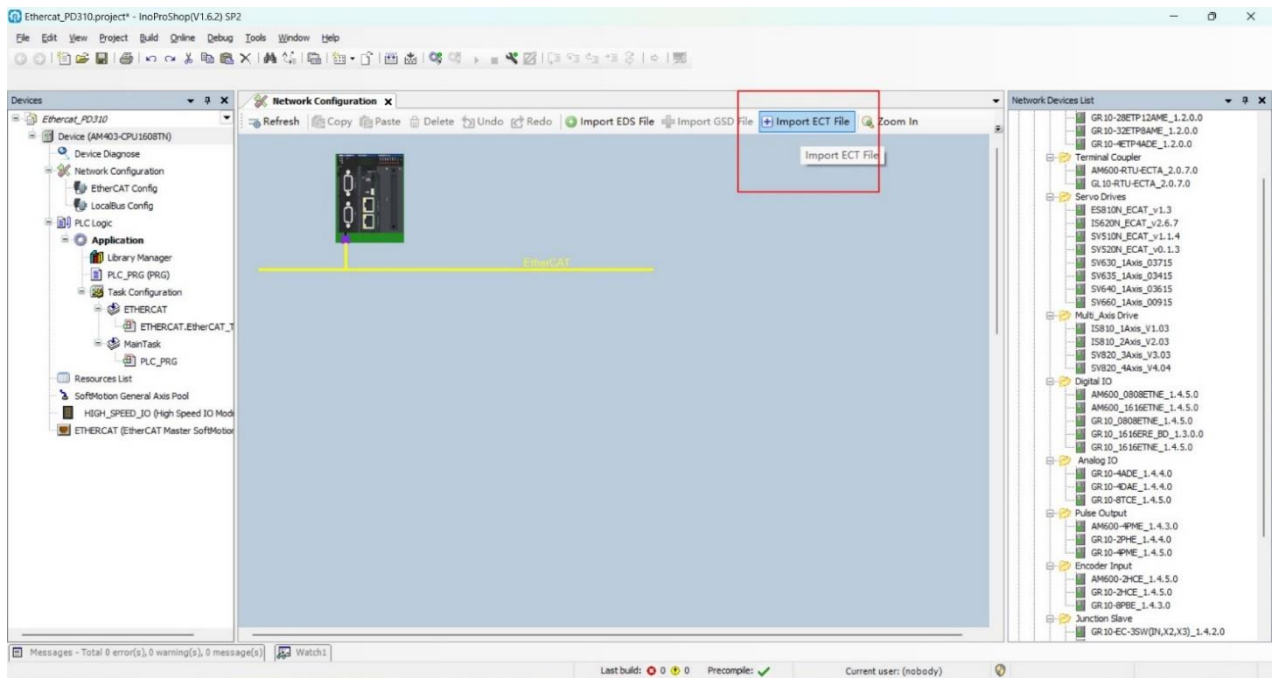 Ethercat_PD310.project* - InoProShop(V1.6.2) SP2
File Edit View Project Build Online Debug Tools Window Help
Devices
Ethercat_PD310
Device (AM403-CPU1608TN)
Device Diagnose
Network Configuration
EtherCAT Config
LocalBus Config
PLC Logic
Application
Library Manager
PLC_PRG (PRG)
Task Configuration
ETHERCAT
ETHERCAT.EtherCAT_T
MainTask
PLC_PRG
Resources List
SoftMotion General Axis Pool
HIGH_SPEED_IO (High Speed IO Modu
ETHERCAT (EtherCAT Master SoftMotion
Network Configuration
Refresh Copy Paste Delete Undo Redo Import EDS File Import GSD File Import ECT File Zoom In
Import ECT File
EtherCAT
Network Devices List
GR10-28ETP12AME_1.2.0.0
GR10-32ETP8AME_1.2.0.0
GR10-4ETP4ADE_1.2.0.0
Terminal Coupler
AM600-RTU-ECTA_2.0.7.0
GL10-RTU-ECTA_2.0.7.0
Servo Drives
ES810N_ECAT_v1.3
IS620N_ECAT_v2.6.7
SV510N_ECAT_v1.1.4
SV520N_ECAT_v0.1.3
SV630_1Axis_03715
SV635_1Axis_03415
SV640_1Axis_03615
SV660_1Axis_00915
Multi_Axis Drive
IS810_1Axis_V1.03
IS810_2Axis_V2.03
SV820_3Axis_V3.03
SV820_4Axis_V4.04
Digital IO
AM600_0808ETNE_1.4.5.0
AM600_1616ETNE_1.4.5.0
GR10_0808ETNE_1.4.5.0
GR10_1616ERE_BD_1.3.0.0
GR10_1616ETNE_1.4.5.0
Analog IO
GR10-4ADE_1.4.4.0
GR10-4DAE_1.4.4.0
GR10-8TCE_1.4.5.0
Pulse Output
AM600-4PME_1.4.3.0
GR10-2PHE_1.4.4.0
GR10-4PME_1.4.5.0
Encoder Input
AM600-2HCE_1.4.5.0
GR10-2HCE_1.4.5.0
GR10-8PBE_1.4.3.0
Junction Slave
GR10-EC-3SW(IN,X2,X3)_1.4.2.0
Messages - Total 0 error(s), 0 warning(s), 0 message(s) Watch1
Last build: 0 0 Precompile: Current user: (nobody)